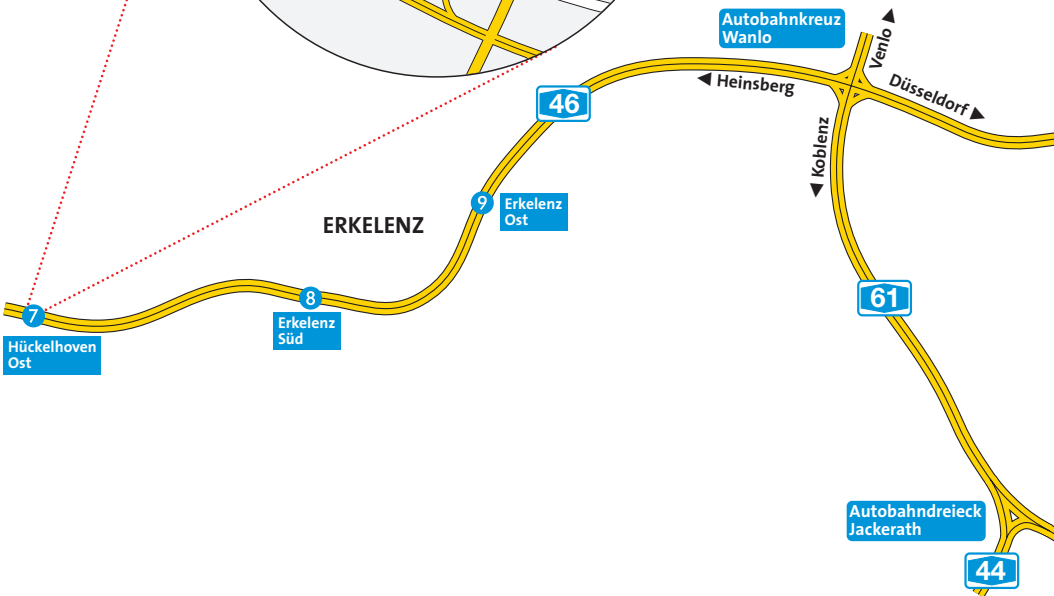 Autobahnkreuz
Wanlo
Venlo
Heinsberg
Düsseldorf
46
Koblenz
9
Erkelenz
Ost
ERKELENZ
8
Erkelenz
Süd
7
Hückelhoven
Ost
61
Autobahndreieck
Jackerath
44